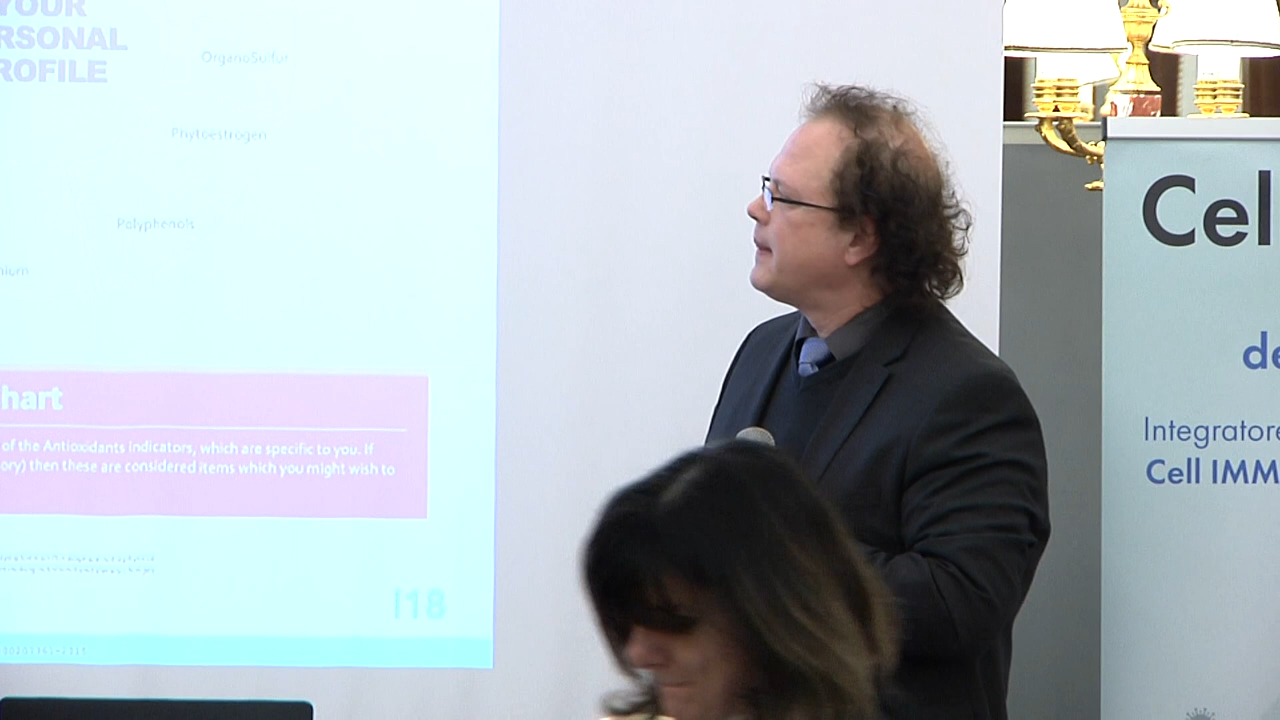 YOUR
RSONAL
ROFILE
OrganoSulfur
Phytoestrogen
Polyphenols
nium
hart
of the Antioxidants Indicators, which are specific to you. If
ory) then these are considered items which you might wish to
|18
Cel
de
Integratore
Cell IMM